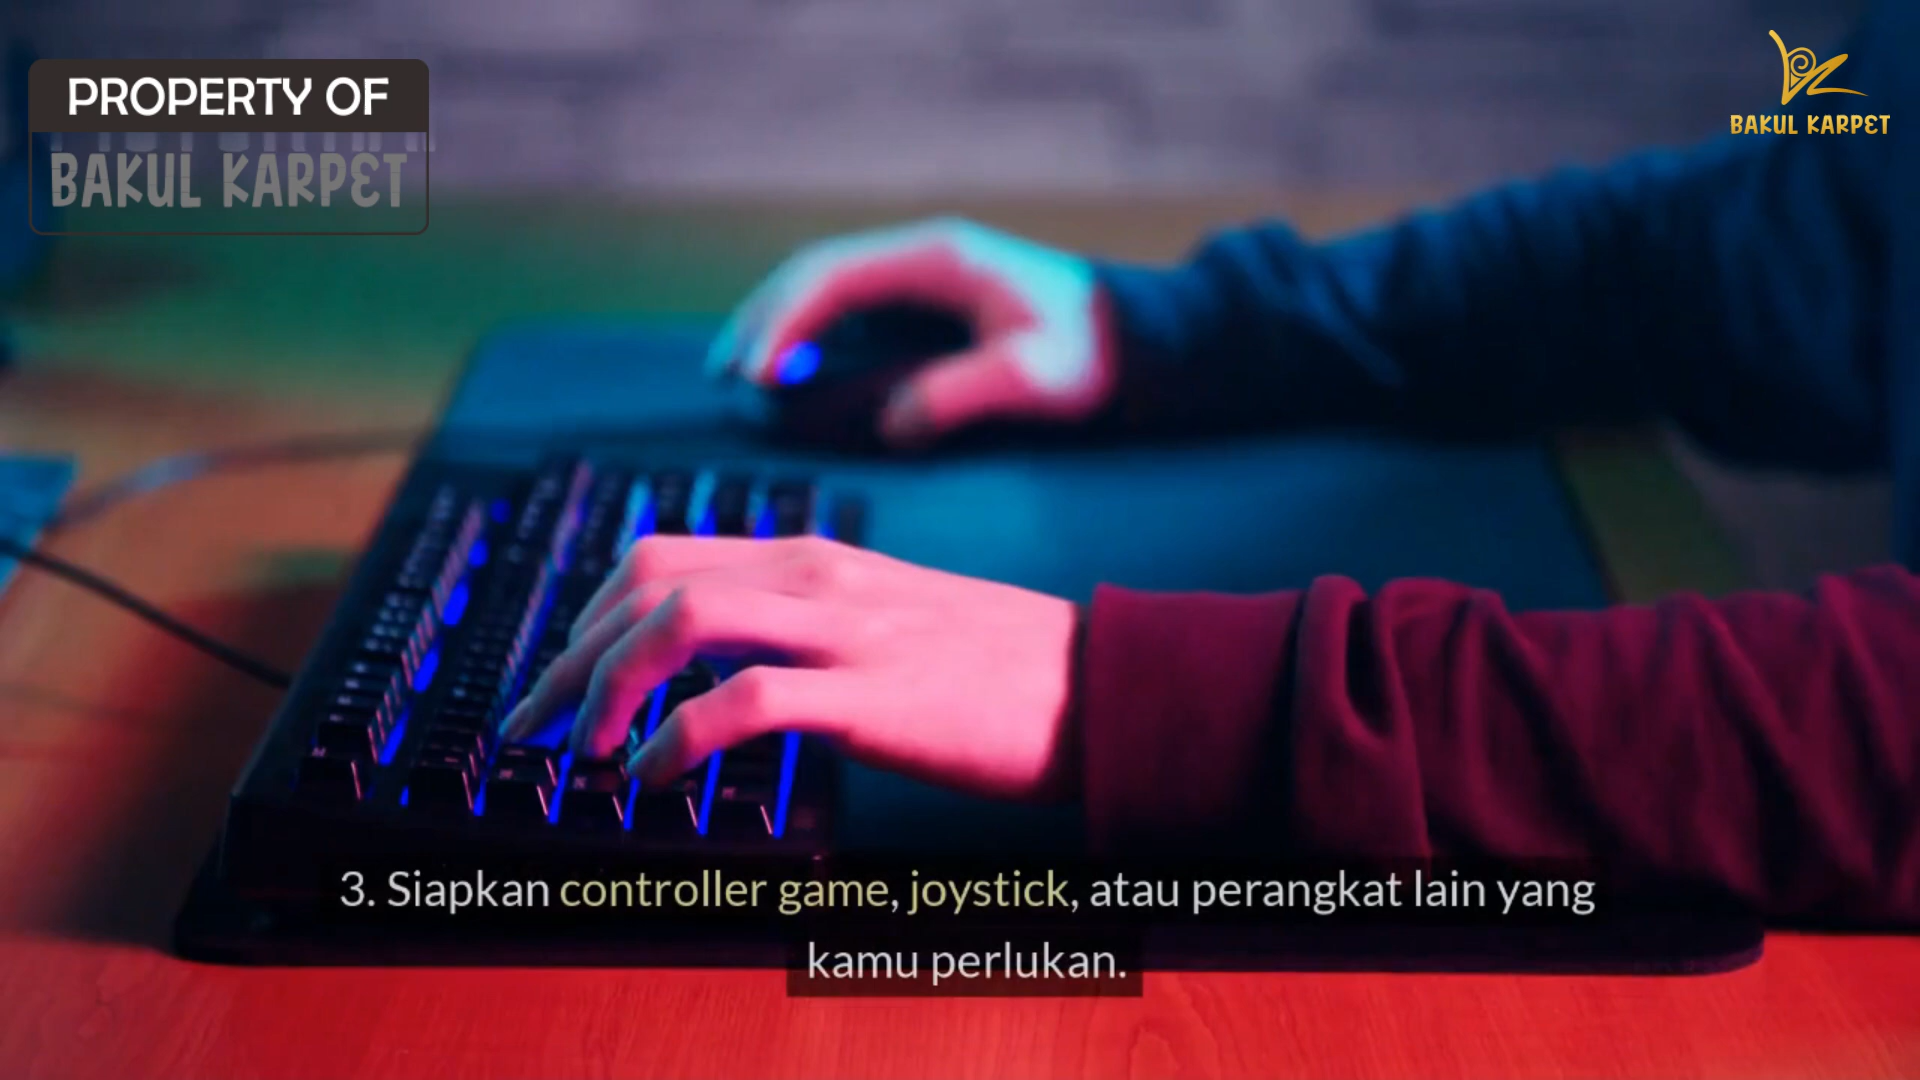 PROPERTY OF
BAKUL KARPET
BAKUL KARPET
3. Siapkan controller game, joystick, atau perangkat lain yang
kamu perlukan.